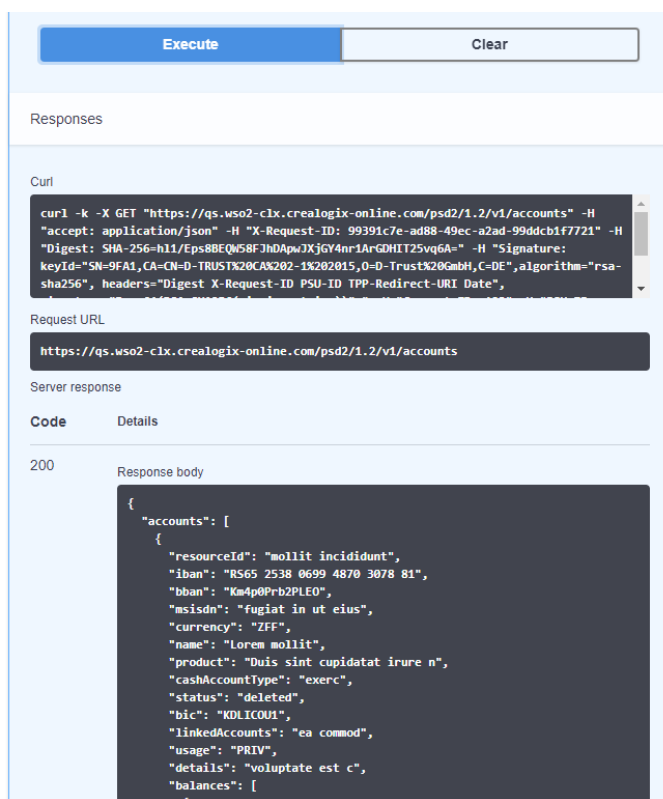 Execute
Clear
Responses
Curl
curl -k -X GET "https://qs.wso2-clx.crealogix-online.com/psd2/1.2/v1/accounts" -H
"accept: application/json" -H "X-Request-ID: 99391c7e-ad88-49ec-a2ad-99ddcb1f7721" -H
"Digest: SHA-256=hl1/Eps8BEQW58FJhDApwJXjGY4nr1ArGDHIT25vq6A=" -H "Signature:
keyId="SN=9FA1,CA=CN=D-TRUST%20CA%202-1%202015,O=D-Trust%20GmbH,C=DE",algorithm="rsa-
sha256", headers="Digest X-Request-ID PSU-ID TPP-Redirect-URI Date",
Request URL
https://qs.wso2-clx.crealogix-online.com/psd2/1.2/v1/accounts
Server response
Code
Details
200
Response body
{
"accounts": [
{
"resourceId": "mollit incididunt",
"iban": "RS65 2538 0699 4870 3078 81",
"bban": "Km4p0Prb2PLEO",
"msisdn": "fugiat in ut eius",
"currency": "ZFF",
"name": "Lorem mollit",
"product": "Duis sint cupidatat irure n",
"cashAccountType": "exerc",
"status": "deleted",
"bic": "KDLICOU1",
"linkedAccounts": "ea commod",
"usage": "PRIV",
"details": "voluptate est c",
"balances": [